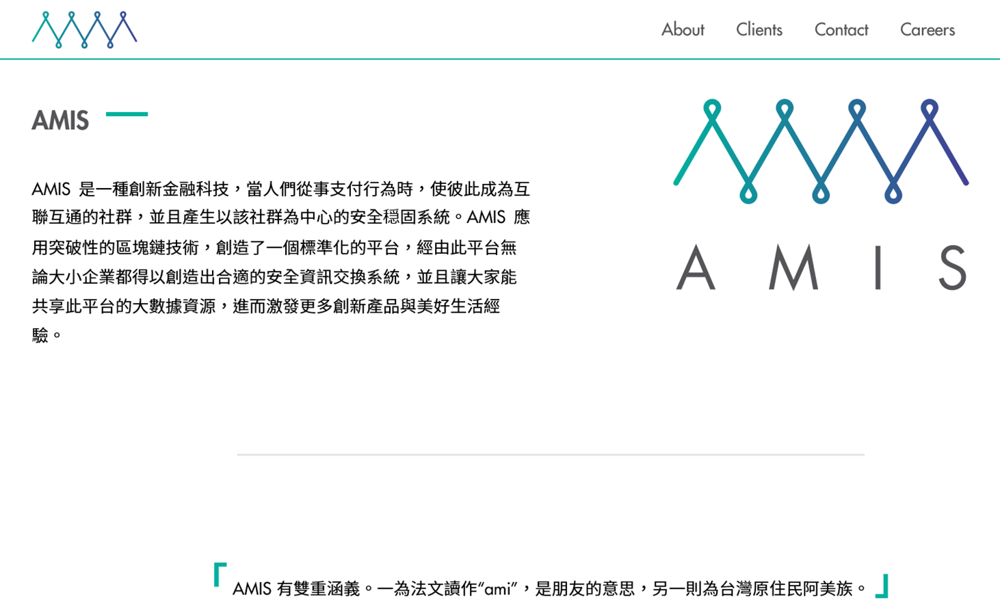 About Clients Contact Careers
AMIS
AMIS 是一種創新金融科技，當人們從事支付行為時，使彼此成為互
聯互通的社群，並且產生以該社群為中心的安全穩固系統。AMIS 應
用突破性的區塊鏈技術，創造了一個標準化的平台，經由此平台無
論大小企業都得以創造出合適的安全資訊交換系統，並且讓大家能
共享此平台的大數據資源，進而激發更多創新產品與美好生活經
驗。
A M I S
「AMIS 有雙重涵義。一為法文讀作“ami”，是朋友的意思，另一則為台灣原住民阿美族。」